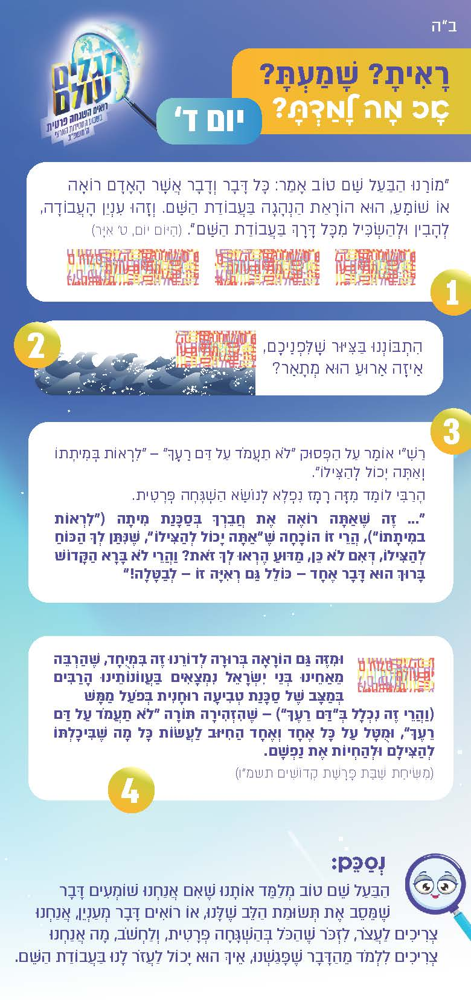 ב"ה
מגלים
עולם
רואים השגחה פרטית
בשבוע החסידות הארצי
ה'תשפ"ב
רָאִיתָ? שָׁמַעְתָּ?
אָז מָה לָמַדְתָּ?
יום ד'
"מוֹרֵנוּ הַבַּעַל שֵׁם טוֹב אָמַר: כָּל דָּבָר וְדָבָר אֲשֶׁר הָאָדָם רוֹאֶה
אוֹ שׁוֹמֵעַ, הוּא הוֹרָאַת הַנְהָגָה בַּעֲבוֹדַת הַשֵּׁם. וְזֶהוּ עִנְיַן הָעֲבוֹדָה,
לְהָבִין וּלְהַשְׂכִּיל מִכָּל דֶּרֶךְ בַּעֲבוֹדַת הַשֵּׁם". (הַיּוֹם יוֹם, ט' אִיָּר)
1
2
הִתְבּוֹנְנוּ בַּצִּיּוּר שֶׁלִּפְנֵיכֶם,
אֵיזֶה אֵרוּעַ הוּא מְתָאֵר?
3
רַשִׁ"י אוֹמֵר עַל הַפָּסוּק "לֹא תַעֲמֹד עַל דַּם רֵעֶךָ" – "לִרְאוֹת בְּמִיתָתוֹ
וְאַתָּה יָכוֹל לְהַצִּילוֹ".
הָרַבִּי לוֹמֵד מִזֶּה רֶמֶז נִפְלָא לְנוֹשֵׂא הַשְׁגָּחָה פְּרָטִית.
"... זֶה שֶׁאַתָּה רוֹאֶה אֶת חֲבֵרְךָ בְּסַכָּנַת מִיתָה ("לִרְאוֹת
בְּמִיתָתוֹ"), הֲרֵי זוֹ הוֹכָחָה שֶׁ"אַתָּה יָכוֹל לְהַצִּילוֹ", שֶׁנִּתַּן לְךָ הַכּוֹחַ
לְהַצִּילוֹ, דְּאִם לֹא כֵּן, מַדּוּעַ הֶרְאוּ לְךָ זֹאת? וַהֲרֵי לֹא בָּרָא הַקָּדוֹשׁ
בָּרוּךְ הוּא דָּבָר אֶחָד – כּוֹלֵל גַּם רְאִיָּה זוֹ – לְבַטָּלָה!"
וּמִזֶּה גַּם הוֹרָאָה בְּרוּרָה לְדוֹרֵנוּ זֶה בִּמְיֻחָד, שֶׁהַרְבֵּה
מֵאַחֵינוּ בְּנֵי יִשְׂרָאֵל נִמְצָאִים בַּעֲווֹנוֹתֵינוּ הָרַבִּים
בְּמַצָּב שֶׁל סַכָּנַת טְבִיעָה רוּחָנִית בְּפֹעַל מַמָּשׁ
(וַהֲרֵי זֶה נִכְלָל בְּ"דַם רֵעֶךָ") – שֶׁהִזְהִירָה תּוֹרָה "לֹא תַעֲמֹד עַל דַּם
רֵעֶךָ", וּמֻטָּל עַל כָּל אֶחָד וְאֶחָד הַחִיּוּב לַעֲשׂוֹת כָּל מָה שֶׁבִּיכָלְתּוֹ
לְהַצִּילָם וּלְהַחְיוֹת אֶת נַפְשָׁם.
(מִשִּׂיחַת שַׁבַּת פָּרָשַׁת קְדוֹשִׁים תשמ"ו)
4
נְסַכֵּם:
הַבַּעַל שֵׁם טוֹב מְלַמֵּד אוֹתָנוּ שֶׁאִם אֲנַחְנוּ שׁוֹמְעִים דָּבָר
שֶׁמֵּסֵב אֶת תְּשׂוּמַת הַלֵּב שֶׁלָּנוּ, אוֹ רוֹאִים דָּבָר מְעַנְיֵן, אֲנַחְנוּ
צְרִיכִים לַעֲצֹר, לִזְכֹּר שֶׁהַכֹּל בְּהַשְׁגָּחָה פְּרָטִית, וְלַחְשֹׁב, מָה אֲנַחְנוּ
צְרִיכִים לִלְמֹד מֵהַדָּבָר שֶׁפָּגַשְׁנוּ, אֵיךְ הוּא יָכוֹל לַעֲזֹר לָנוּ בַּעֲבוֹדַת הַשֵּׁם.